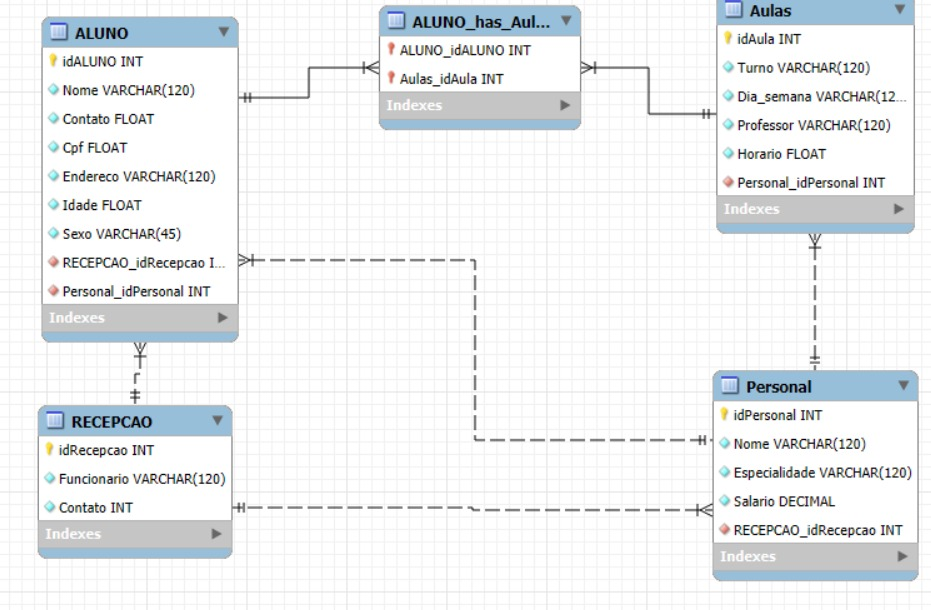 ALUNO
idALUNO INT
Nome VARCHAR(120)
Contato FLOAT
Cpf FLOAT
Endereco VARCHAR(120)
Idade FLOAT
Sexo VARCHAR(45)
RECEPCAO_idRecepcao I...
Personal_idPersonal INT
Indexes
ALUNO_has_Aul...
ALUNO_idALUNO INT
Aulas_idAula INT
Indexes
Aulas
idAula INT
Turno VARCHAR(120)
Dia_semana VARCHAR(12...
Professor VARCHAR(120)
Horario FLOAT
Personal_idPersonal INT
Indexes
RECEPCAO
idRecepcao INT
Funcionario VARCHAR(120)
Contato INT
Indexes
Personal
idPersonal INT
Nome VARCHAR(120)
Especialidade VARCHAR(120)
Salario DECIMAL
RECEPCAO_idRecepcao INT
Indexes